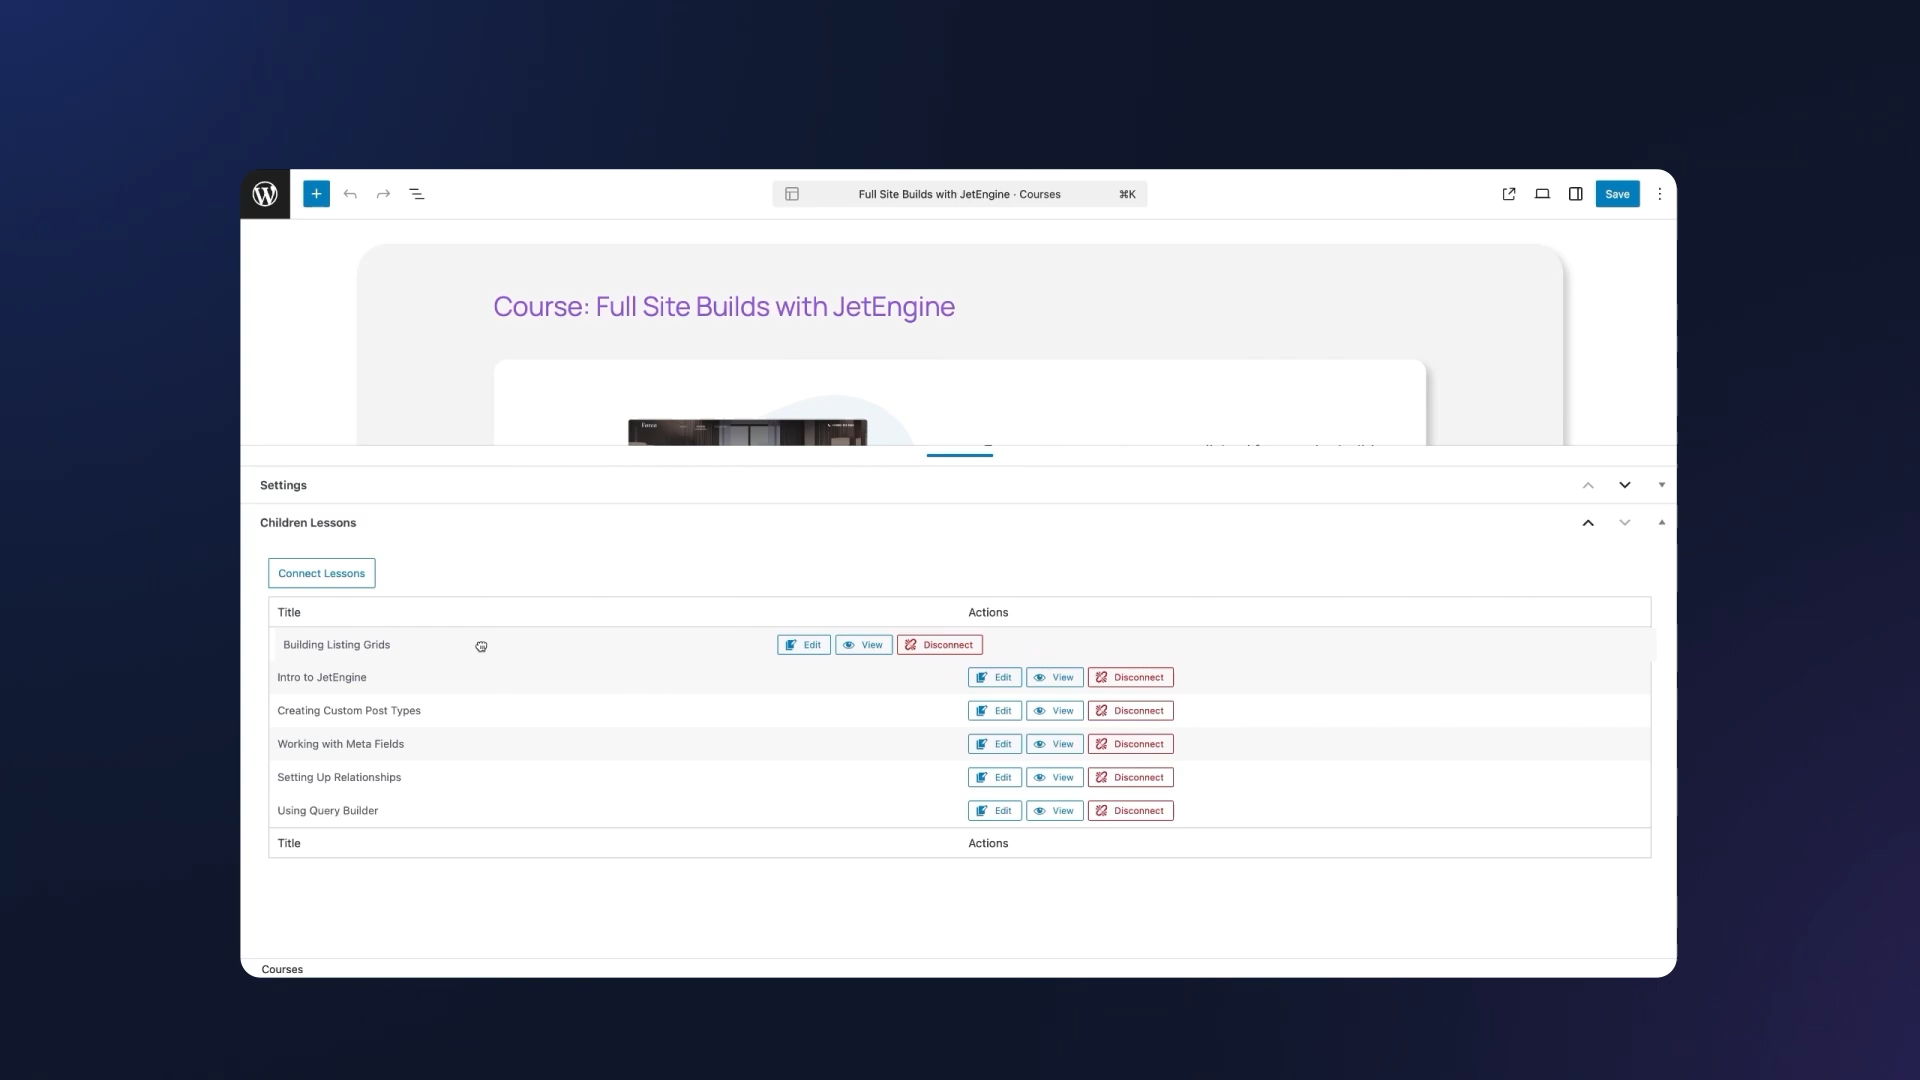 Full Site Builds with JetEngine · Courses ⌘K
Save
Course: Full Site Builds with JetEngine
Settings
Children Lessons
Connect Lessons
Title Actions
Building Listing Grids Edit View Disconnect
Intro to JetEngine Edit View Disconnect
Creating Custom Post Types Edit View Disconnect
Working with Meta Fields Edit View Disconnect
Setting Up Relationships Edit View Disconnect
Using Query Builder Edit View Disconnect
Title Actions
Courses